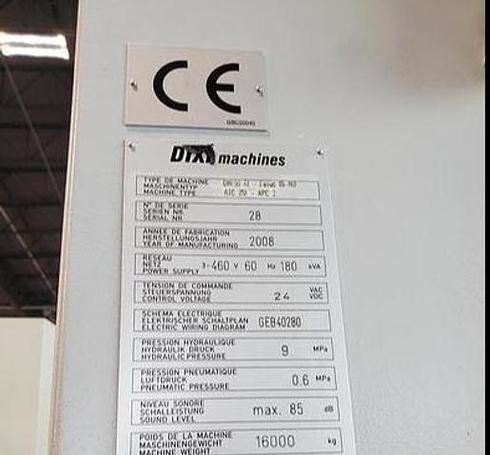 CE
DIXI machines
TYPE DE MACHINE
MASCHINENTYP
MACHINE TYPE
N° DE SERIE
SERIEN NR.
SERIAL NR. 28
ANNEE DE FABRICATION
HERSTELLUNGSJAHR
YEAR OF MANUFACTURING 2008
RESEAU
NETZ
POWER SUPPLY 3~460 V 60 Hz 180 kVA
TENSION DE COMMANDE
STEUERSPANNUNG
CONTROL VOLTAGE 24 VAC VDC
SCHEMA ELECTRIQUE
ELEKTRISCHER SCHALTPLAN
ELECTRIC WIRING DIAGRAM GEB40280
PRESSION HYDRAULIQUE
HYDRAULIK DRUCK
HYDRAULIC PRESSURE 9 MPa
PRESSION PNEUMATIQUE
LUFTDRUCK
PNEUMATIC PRESSURE 0.6 MPa
NIVEAU SONORE
SCHALLEISTUNG
SOUND LEVEL max. 85 dB
POIDS DE LA MACHINE
MASCHINENGEWICHT
MACHINE WEIGHT 16000 kg